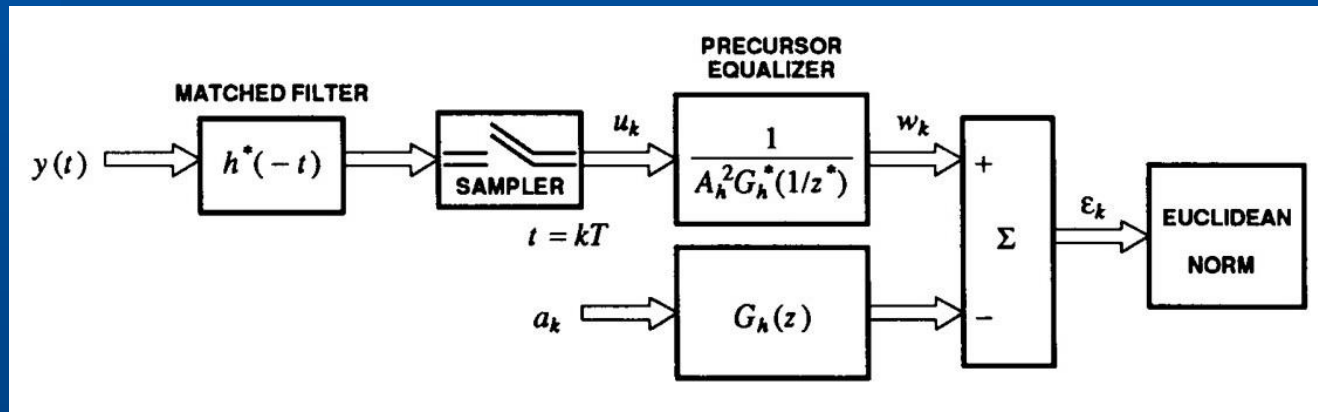 PRECURSOR
EQUALIZER
MATCHED FILTER
y(t)
h*(-t)
SAMPLER
t = kT
u_k
1
A_h^2 G_h^*(1/z*)
w_k
+
Σ
-
ε_k
EUCLIDEAN
NORM
a_k
G_h(z)